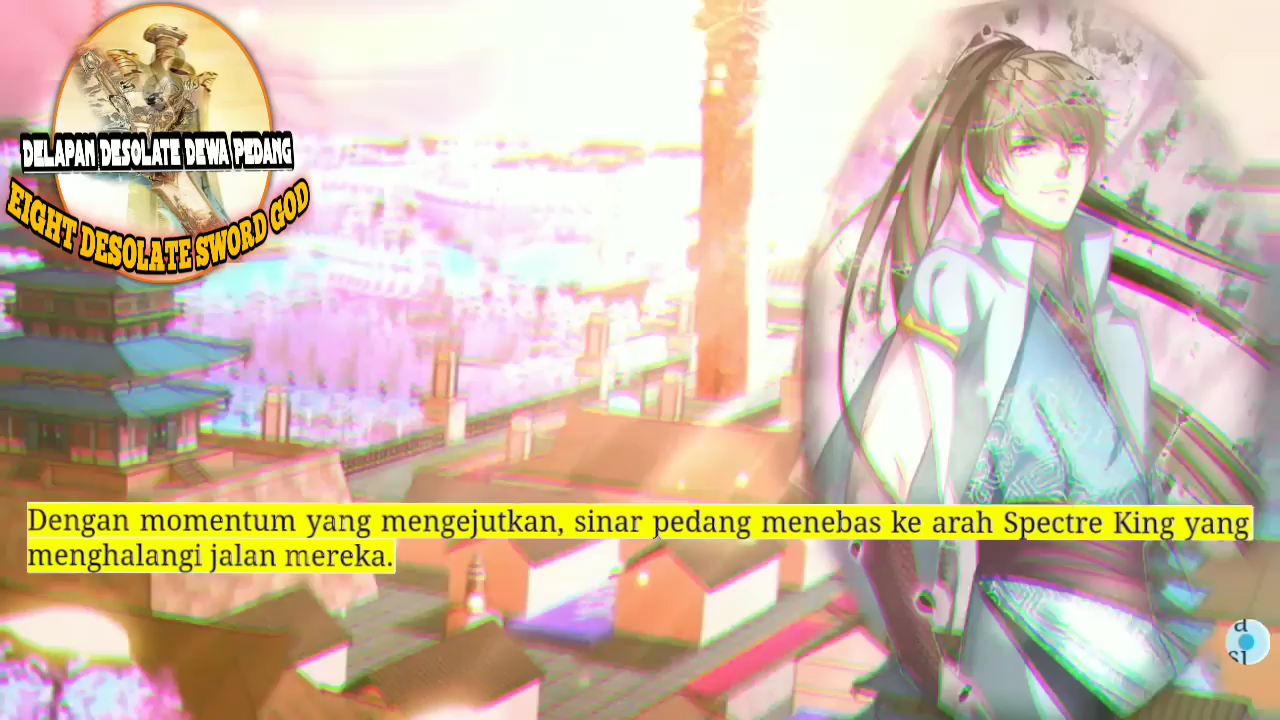 DELAPAN DESOLATE DEWA PEDANG
EIGHT DESOLATE SWORD GOD
Dengan momentum yang mengejutkan, sinar pedang menebas ke arah Spectre King yang
menghalangi jalan mereka.